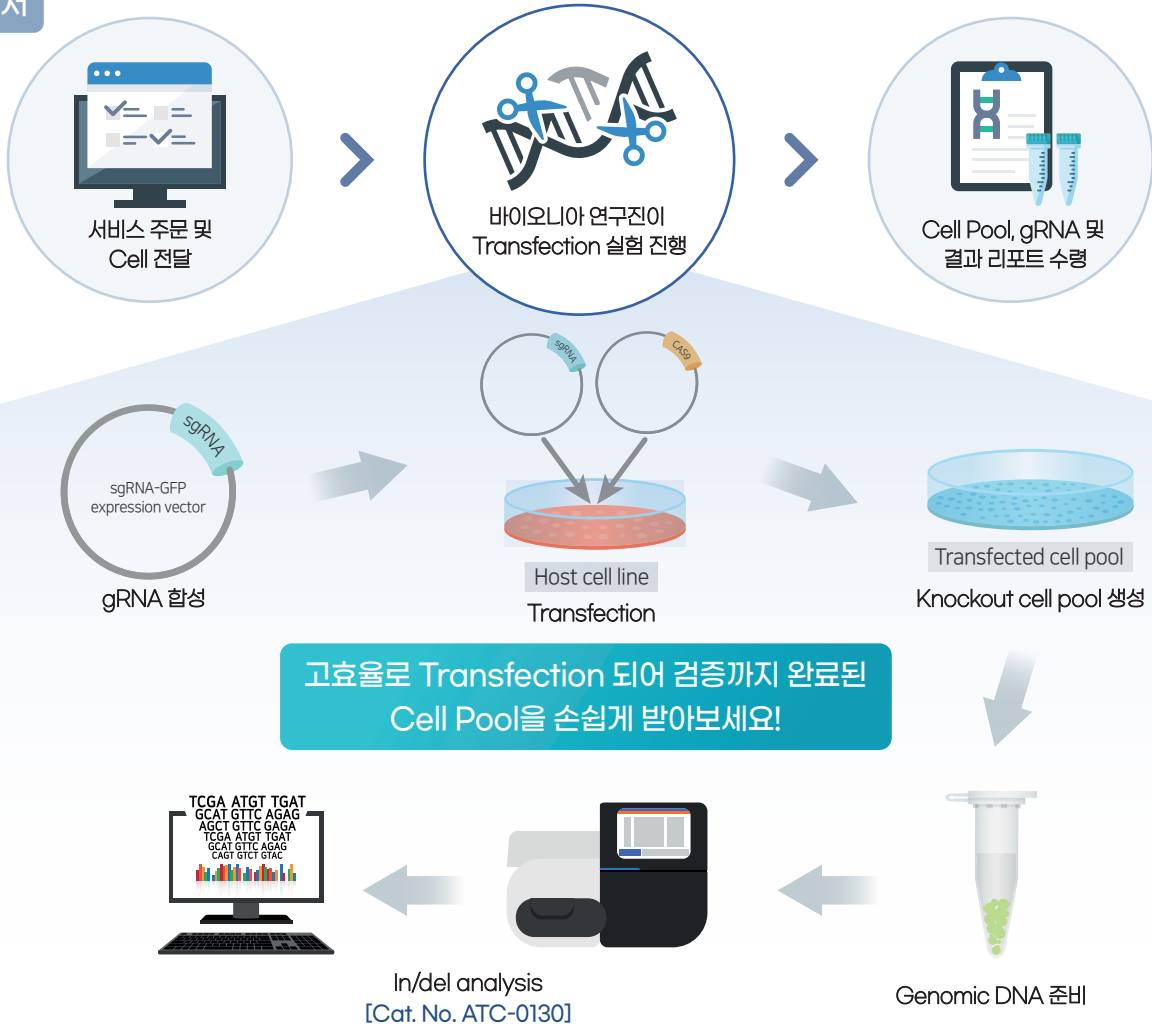 서
서비스 주문 및
Cell 전달
바이오니아 연구진이
Transfection 실험 진행
Cell Pool, gRNA 및
결과 리포트 수령
sgRNA
CAS9
sgRNA
sgRNA-GFP
expression vector
gRNA 합성
Host cell line
Transfection
Transfected cell pool
Knockout cell pool 생성
고효율로 Transfection 되어 검증까지 완료된
Cell Pool을 손쉽게 받아보세요!
TCGA ATGT TGAT
GCAT GTTC AGAG
AGCT GTTC GAGA
TCGA ATGT TGAT
GCAT GTTC AGAG
CAGT GTCT GTAC
In/del analysis
[Cat. No. ATC-0130]
Genomic DNA 준비